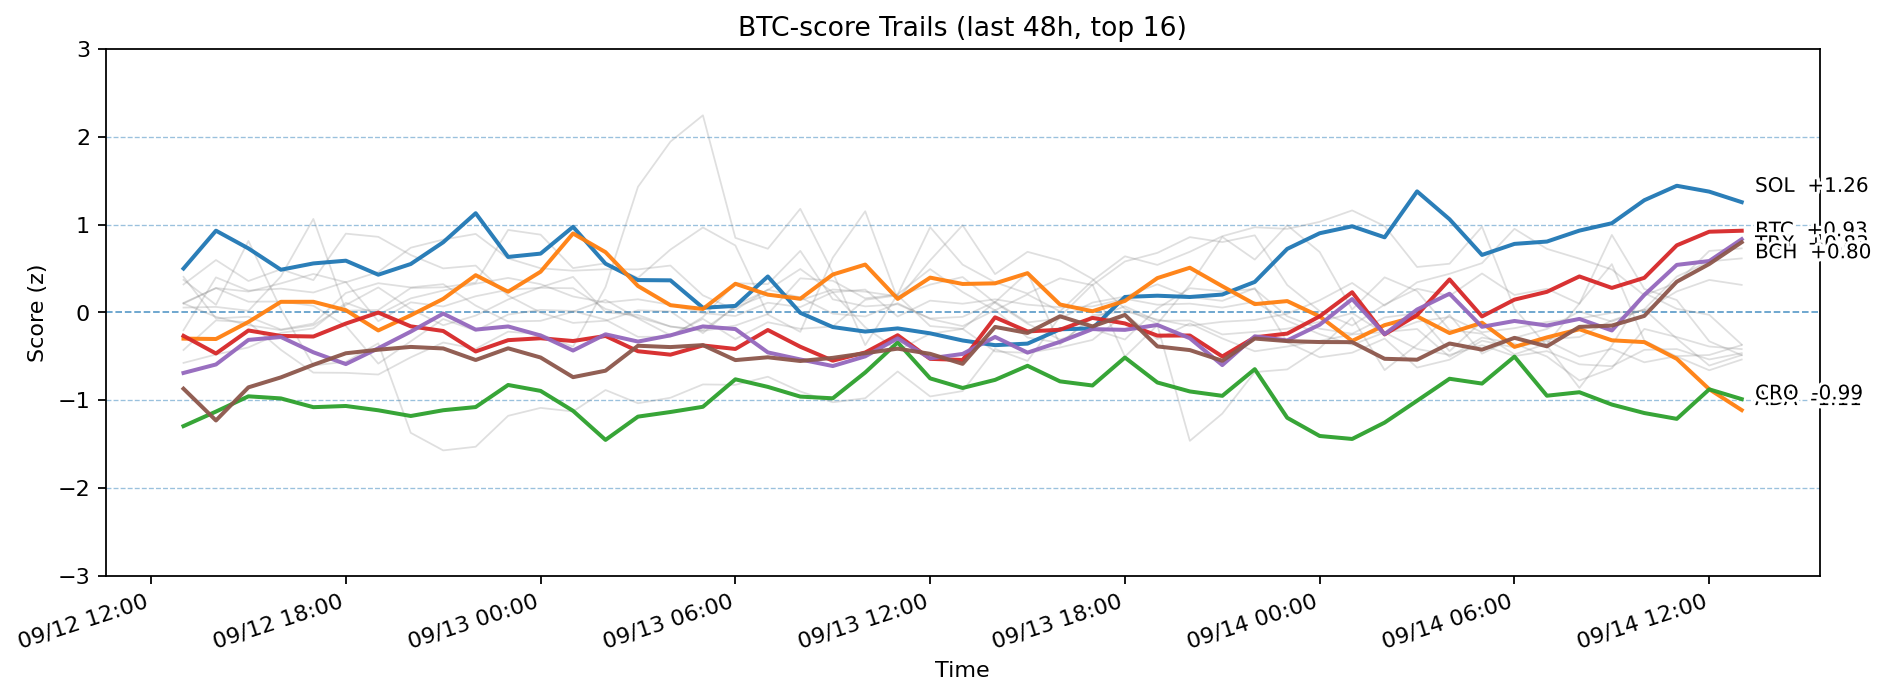 BTC-score Trails (last 48h, top 16)
Score (z)
3
2
1
0
−1
−2
−3
SOL +1.26
BTC +0.93
BCH +0.80
CRO -0.99
09/12 12:00
09/12 18:00
09/13 00:00
09/13 06:00
09/13 12:00
09/13 18:00
09/14 00:00
09/14 06:00
09/14 12:00
Time